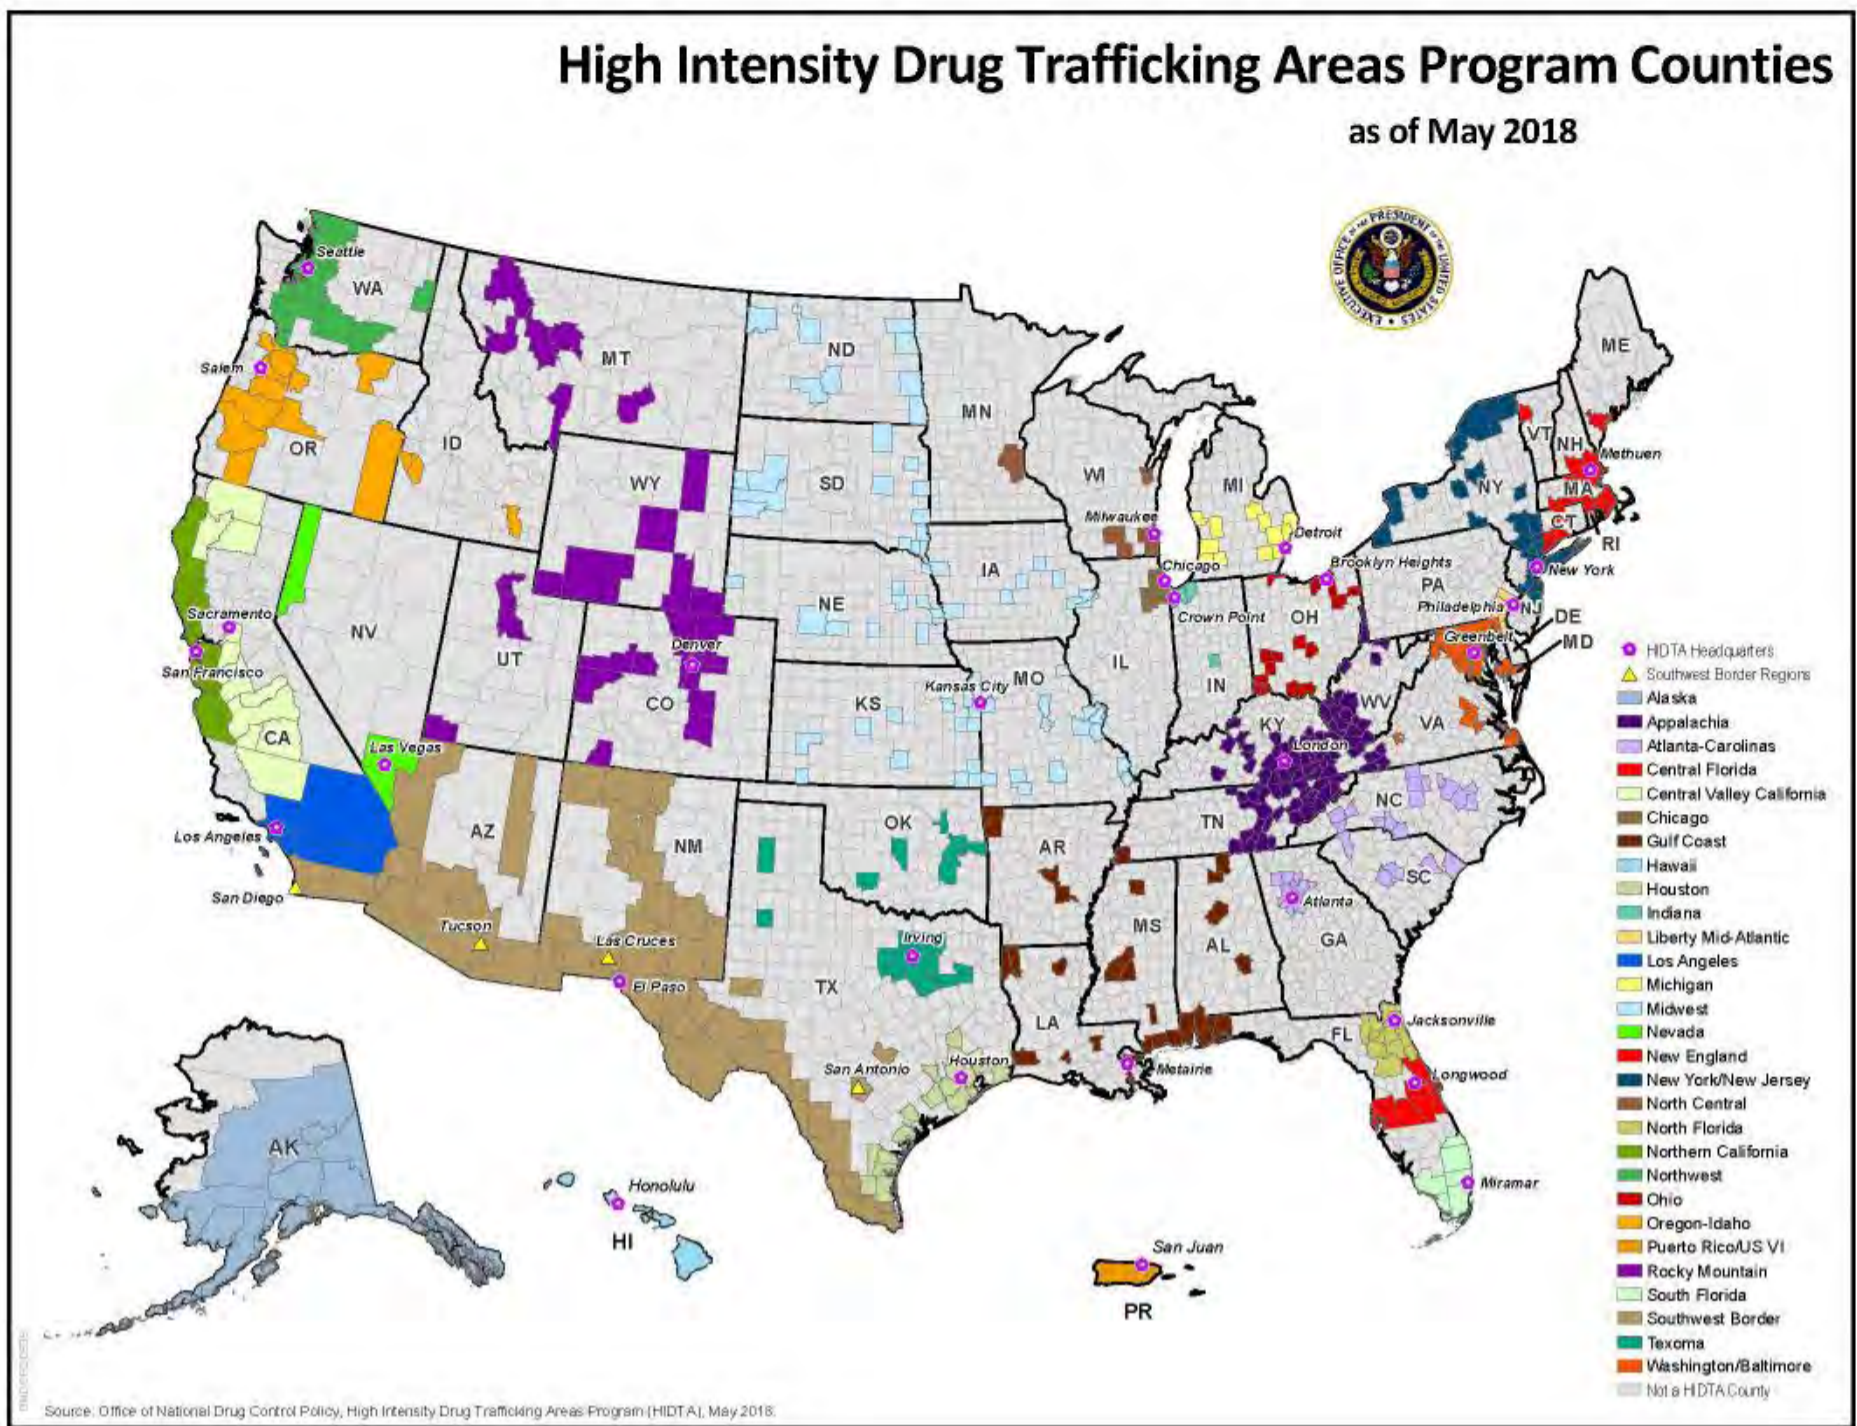 High Intensity Drug Trafficking Areas Program Counties
as of May 2018
EXECUTIVE OFFICE OF THE PRESIDENT OF THE UNITED STATES
Seattle
WA
Salem
OR
ID
MT
ND
MN
SD
WY
WI
MI
Milwaukee
Detroit
Chicago
Crown Point
Brooklyn Heights
ME
VT
NH
Methuen
NY
MA
CT
RI
New York
PA
Philadelphia
NJ
DE
MD
Greenbelt
Sacramento
San Francisco
NV
UT
CA
Las Vegas
Denver
CO
NE
IA
KS
Kansas City
MO
IL
IN
OH
KY
WV
VA
London
Los Angeles
San Diego
AZ
NM
Tucson
Las Cruces
El Paso
OK
AR
TN
NC
SC
Atlanta
GA
MS
AL
Irving
TX
LA
San Antonio
Houston
Metairie
FL
Jacksonville
Longwood
Miramar
AK
Honolulu
HI
San Juan
PR
HIDTA Headquarters
Southwest Border Regions
Alaska
Appalachia
Atlanta-Carolinas
Central Florida
Central Valley California
Chicago
Gulf Coast
Hawaii
Houston
Indiana
Liberty Mid-Atlantic
Los Angeles
Michigan
Midwest
Nevada
New England
New York/New Jersey
North Central
North Florida
Northern California
Northwest
Ohio
Oregon-Idaho
Puerto Rico/US VI
Rocky Mountain
South Florida
Southwest Border
Texoma
Washington/Baltimore
Not a HIDTA County
Source: Office of National Drug Control Policy, High Intensity Drug Trafficking Areas Program (HIDTA), May 2018.